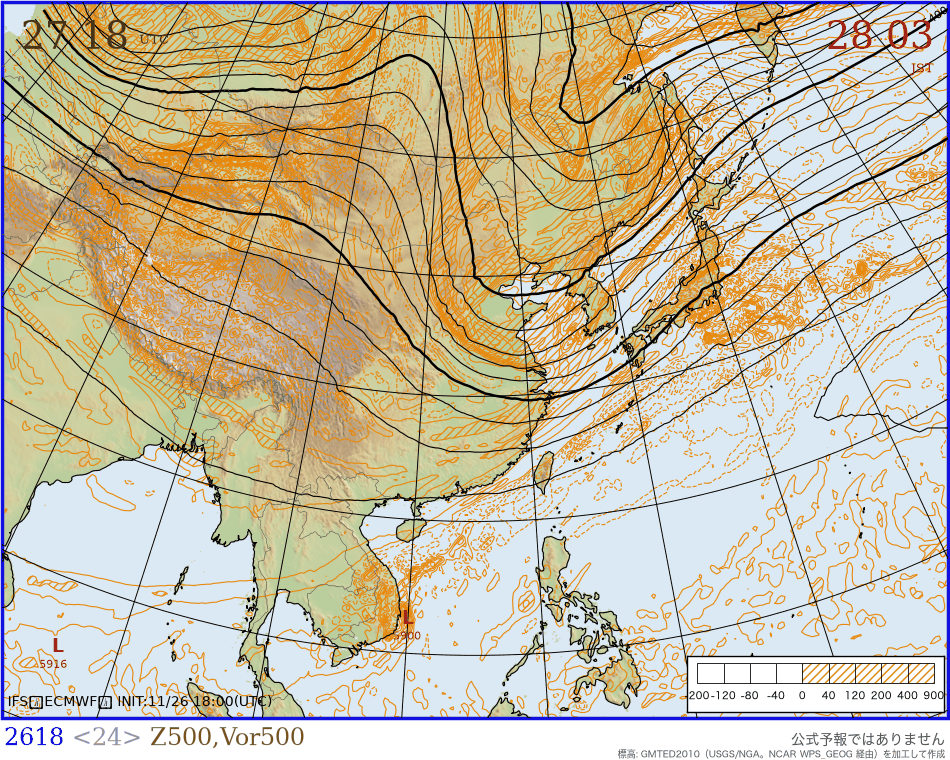 27 18 UTC
28 03
JST
5400
L
5900
L
5916
-200 -120 -80 -40 0 40 120 200 400 900
IFS(ECMWF) INIT:11/26 18:00(UTC)
2618 <24> Z500,Vor500
公式予報ではありません
標高: GMTED2010（USGS/NGA。NCAR WPS_GEOG 経由）を加工して作成